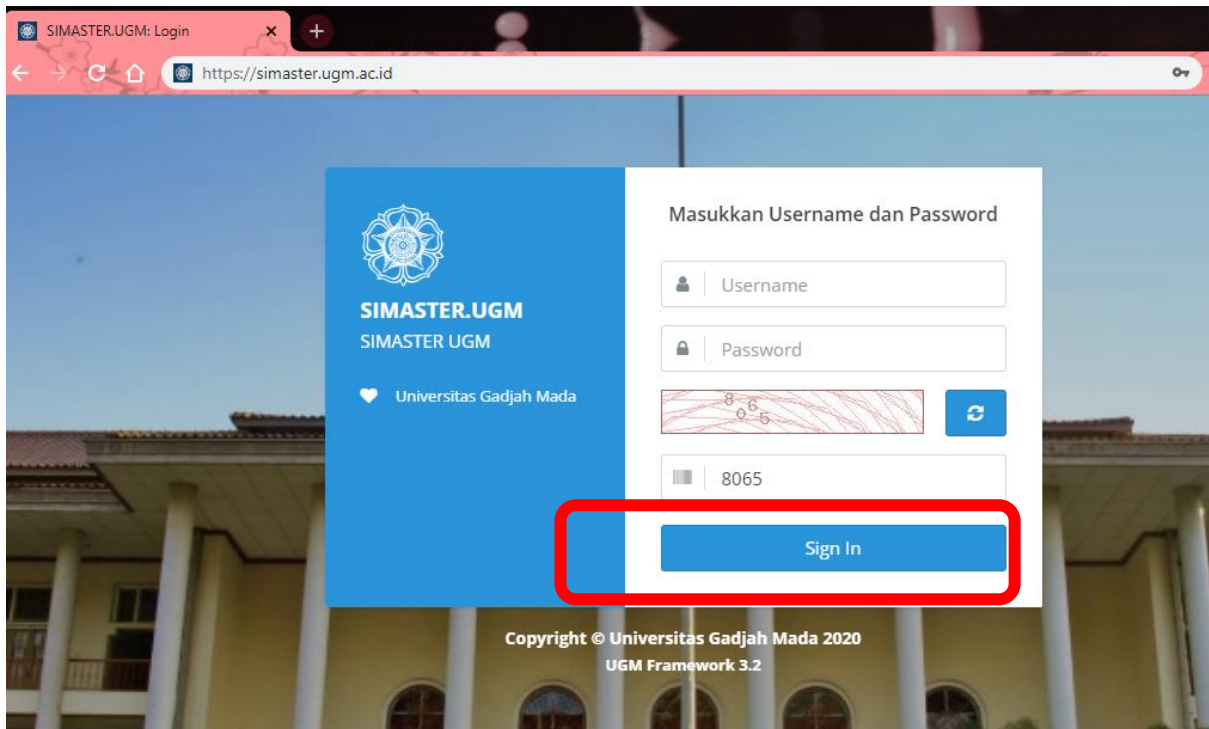 SIMASTER.UGM: Login
https://simaster.ugm.ac.id
SIMASTER.UGM
SIMASTER UGM
Universitas Gadjah Mada
Masukkan Username dan Password
Username
Password
8065
8065
Sign In
Copyright © Universitas Gadjah Mada 2020
UGM Framework 3.2